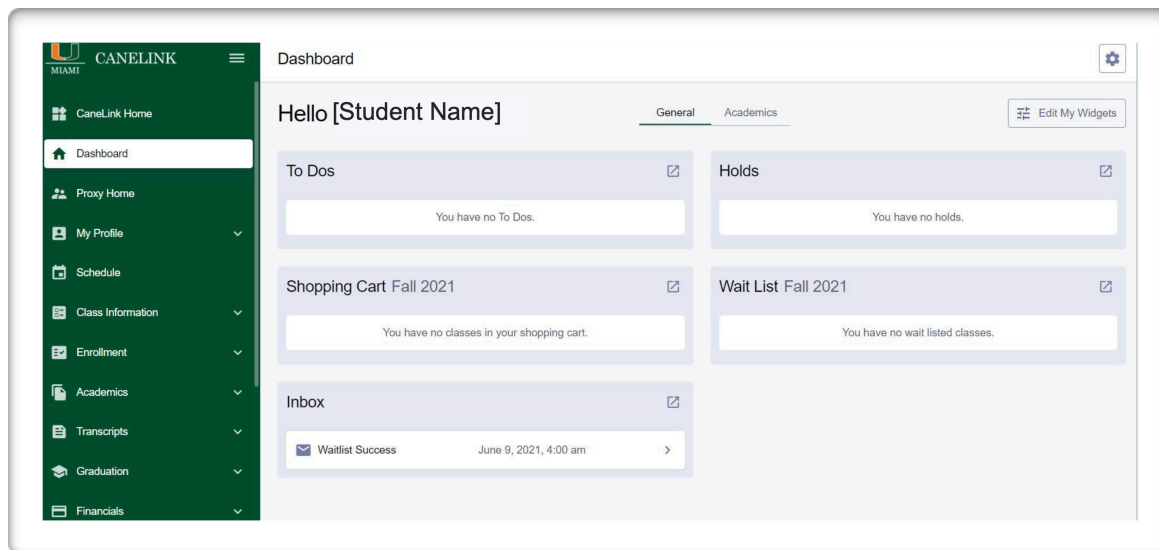 MIAMI
CANELINK
CaneLink Home
Dashboard
Proxy Home
My Profile
Schedule
Class Information
Enrollment
Academics
Transcripts
Graduation
Financials
Dashboard
Hello [Student Name]
General
Academics
Edit My Widgets
To Dos
You have no To Dos.
Holds
You have no holds.
Shopping Cart Fall 2021
You have no classes in your shopping cart.
Wait List Fall 2021
You have no wait listed classes.
Inbox
Waitlist Success June 9, 2021, 4:00 am